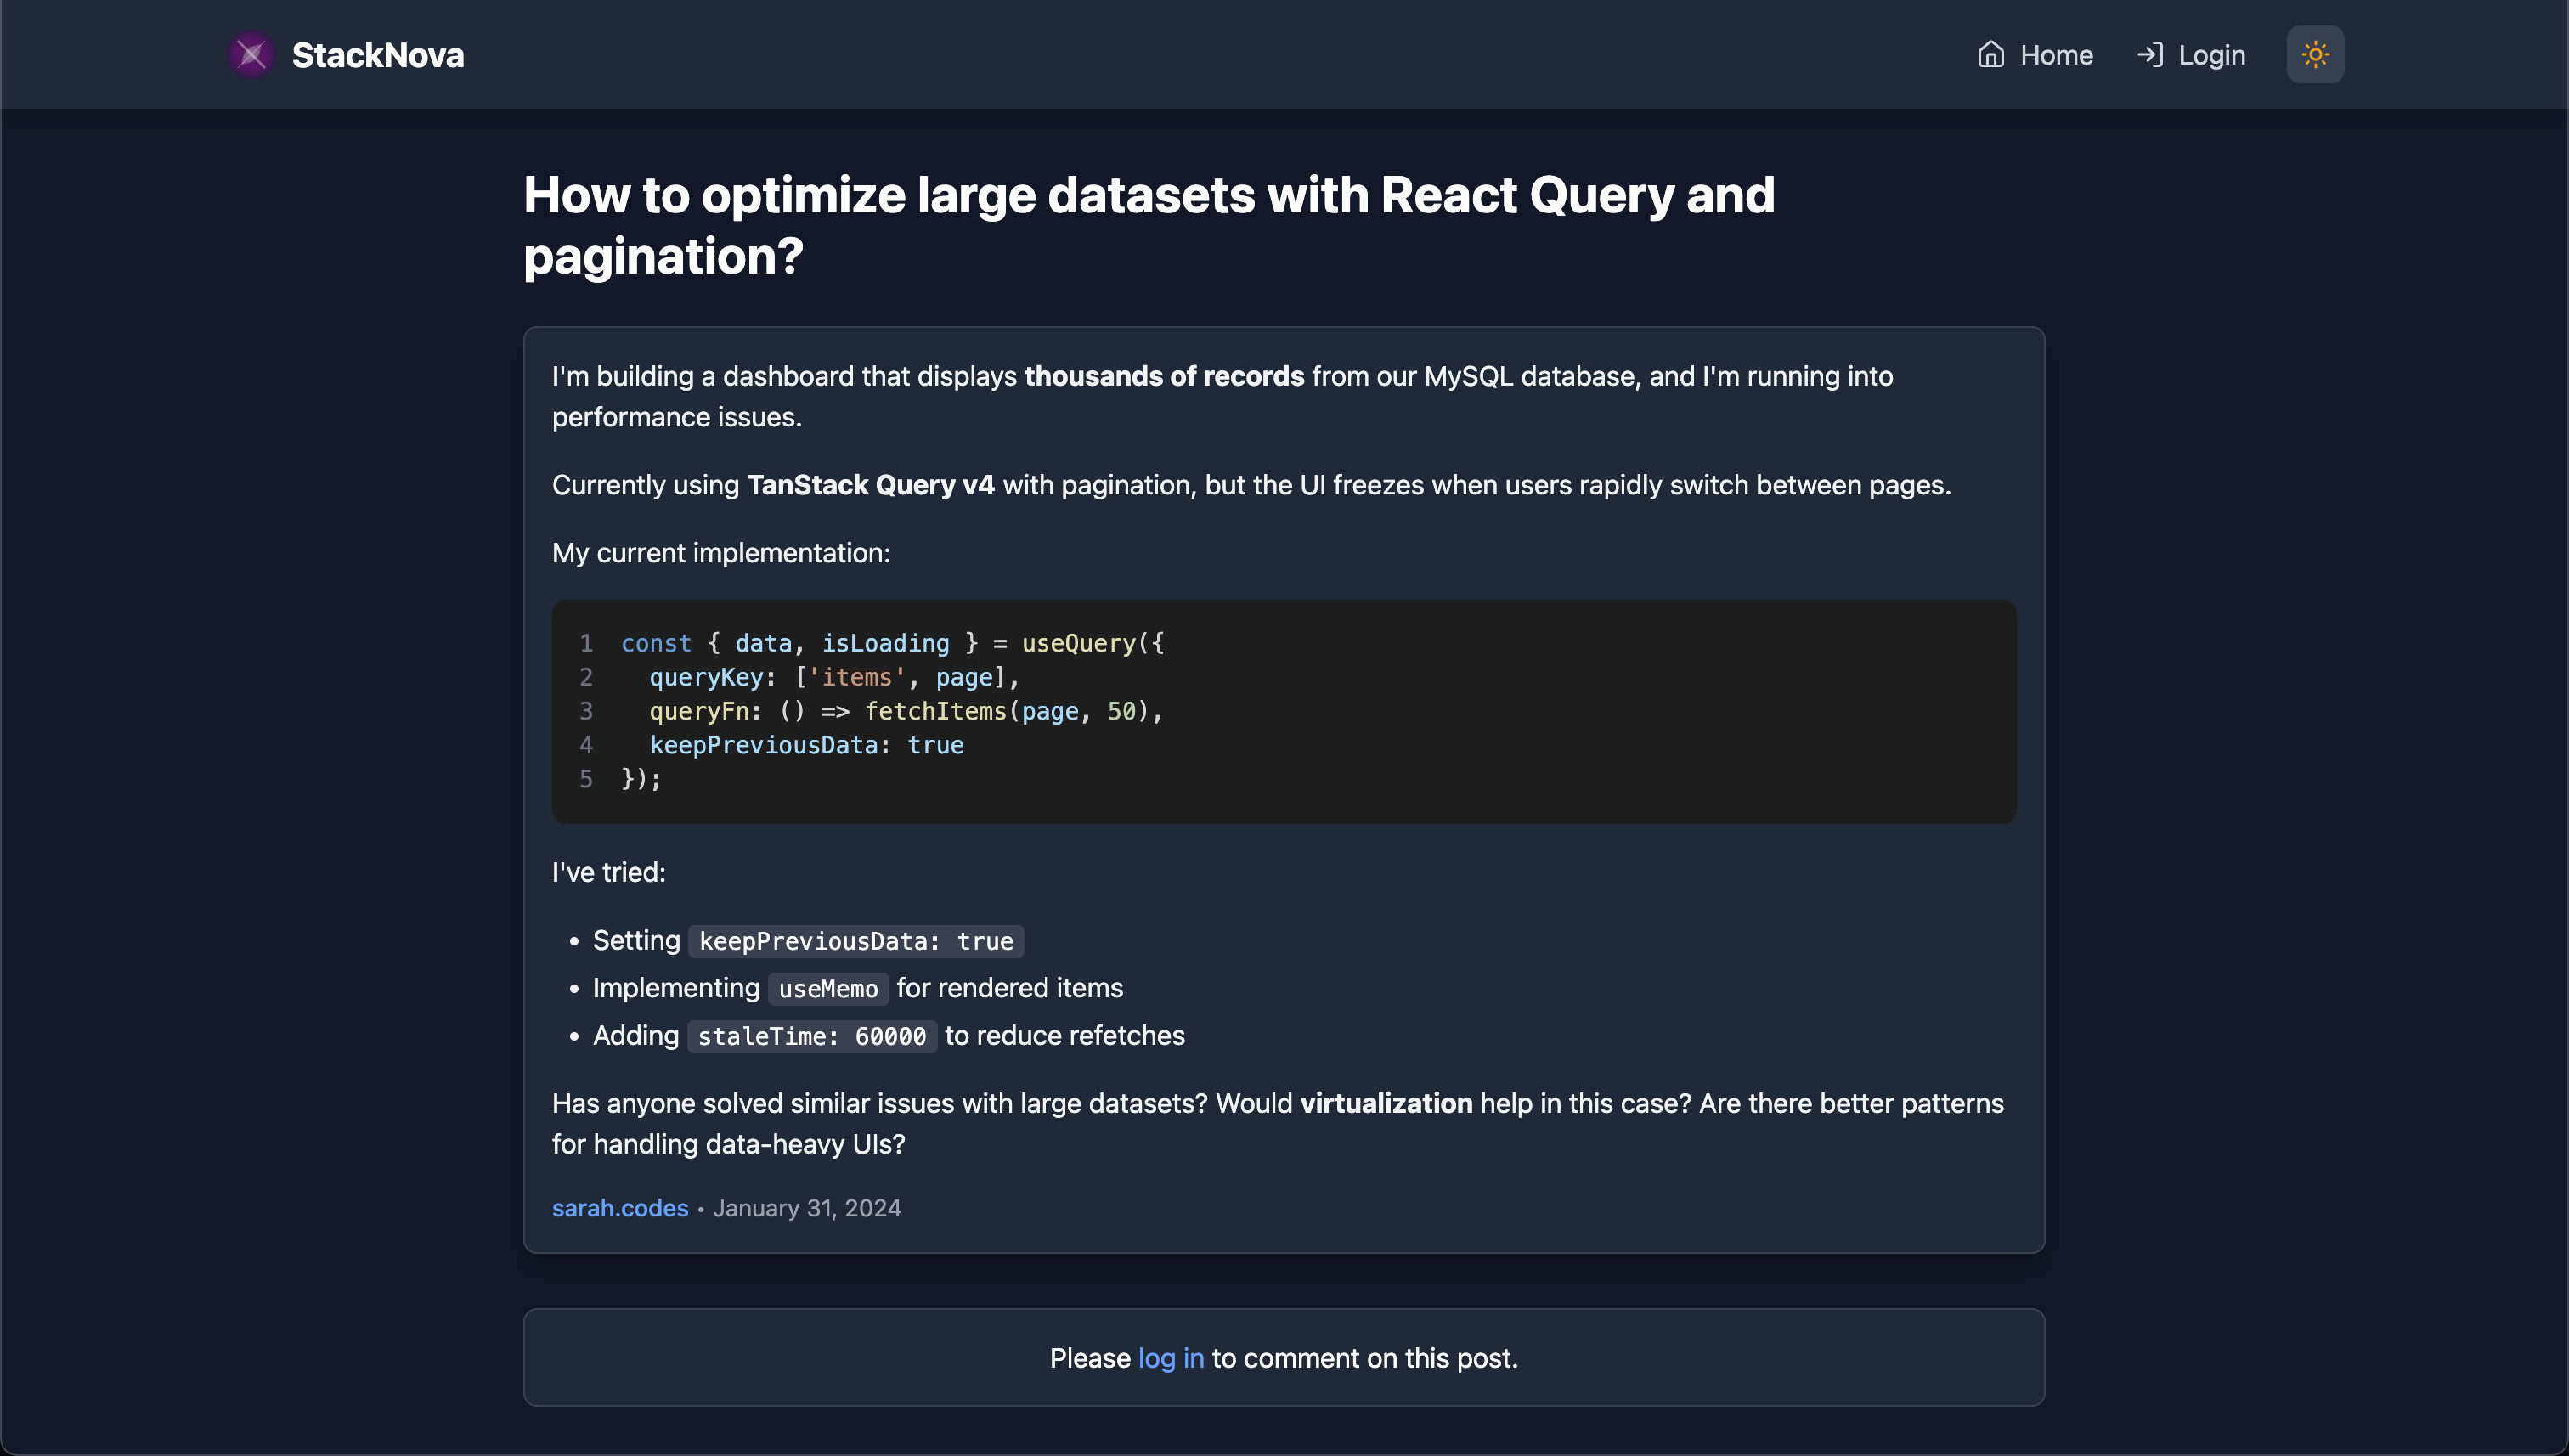 StackNova
Home
Login
How to optimize large datasets with React Query and
pagination?
I'm building a dashboard that displays thousands of records from our MySQL database, and I'm running into
performance issues.
Currently using TanStack Query v4 with pagination, but the UI freezes when users rapidly switch between pages.
My current implementation:
1 const { data, isLoading } = useQuery({
2   queryKey: ['items', page],
3   queryFn: () => fetchItems(page, 50),
4   keepPreviousData: true
5 });
I've tried:
• Setting keepPreviousData: true
• Implementing useMemo for rendered items
• Adding staleTime: 60000 to reduce refetches
Has anyone solved similar issues with large datasets? Would virtualization help in this case? Are there better patterns
for handling data-heavy UIs?
sarah.codes • January 31, 2024
Please log in to comment on this post.